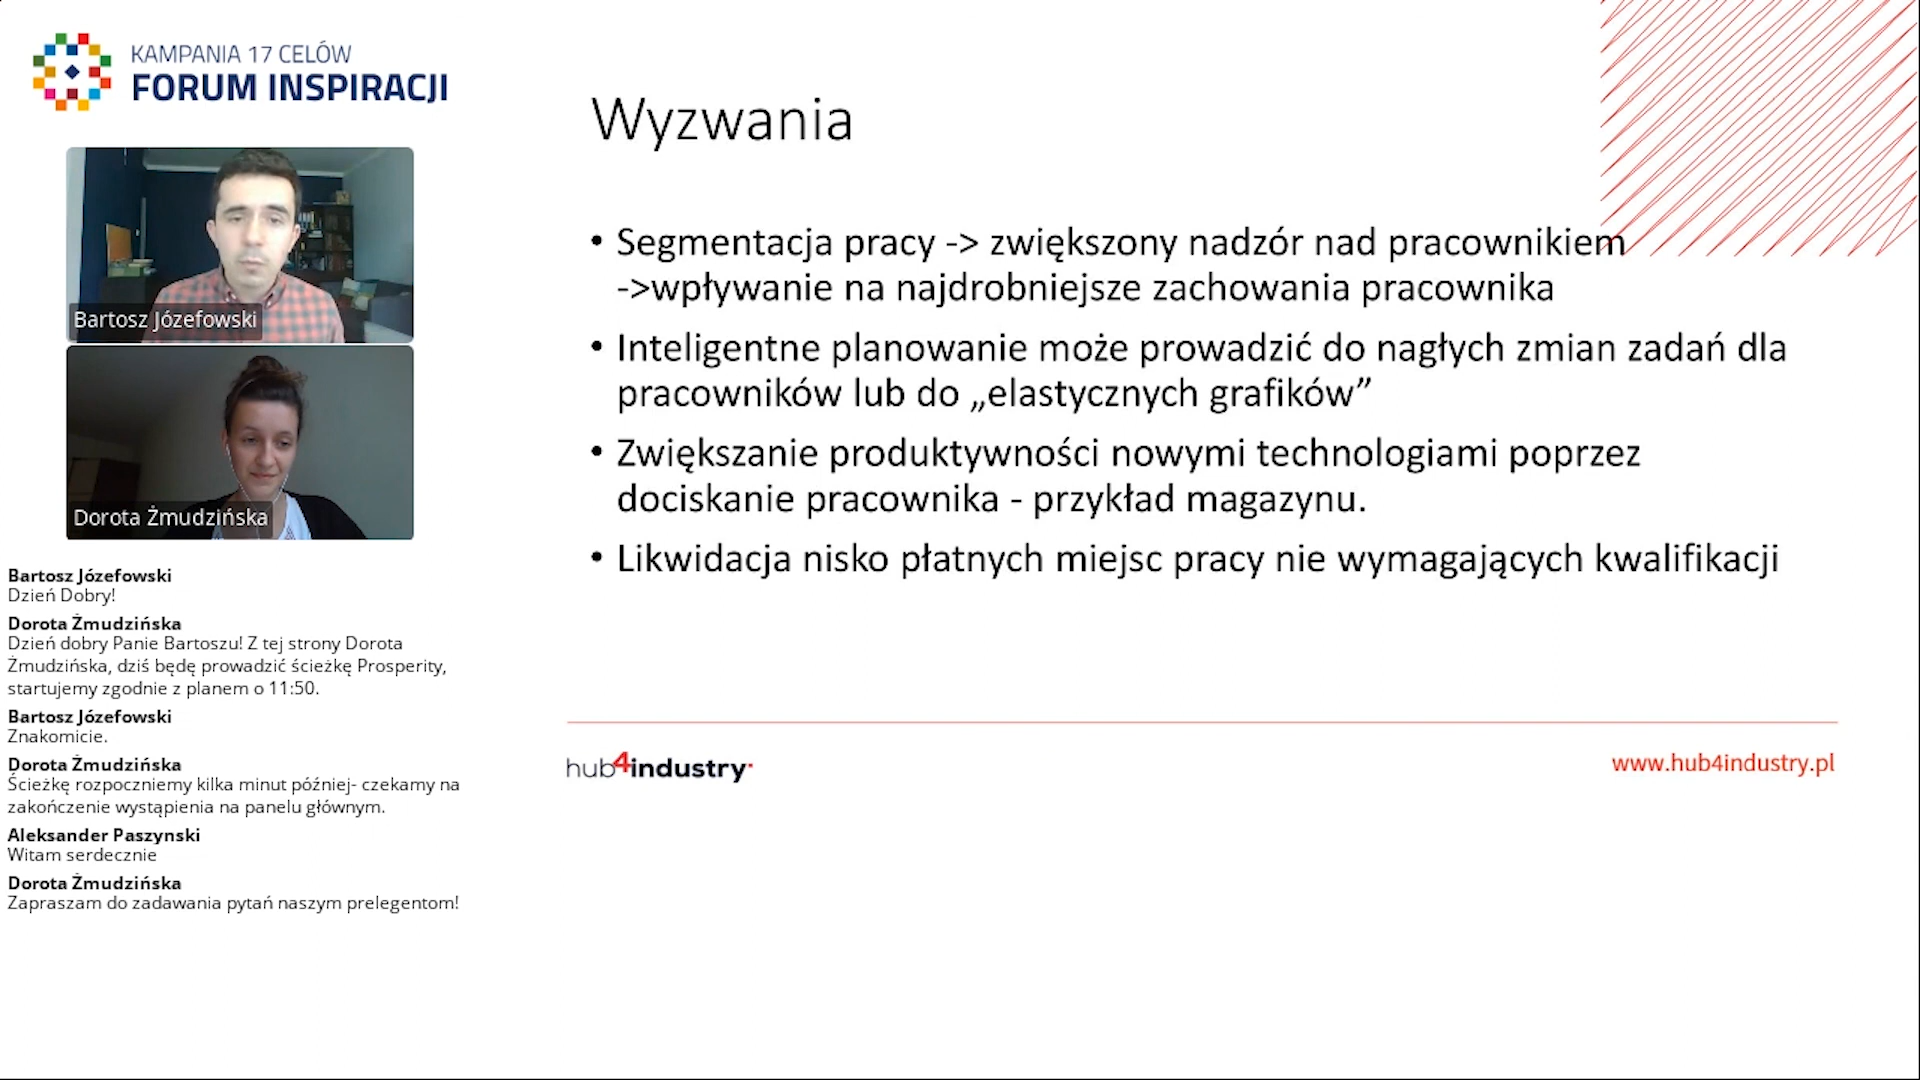 KAMPANIA 17 CELÓW
FORUM INSPIRACJI
Bartosz Józefowski
Dorota Żmudzińska
Bartosz Józefowski
Dzień Dobry!
Dorota Żmudzińska
Dzień dobry Panie Bartoszu! Z tej strony Dorota
Żmudzińska, dziś będę prowadzić ścieżkę Prosperity,
startujemy zgodnie z planem o 11:50.
Bartosz Józefowski
Znakomicie.
Dorota Żmudzińska
Ścieżkę rozpoczniemy kilka minut później- czekamy na
zakończenie wystąpienia na panelu głównym.
Aleksander Paszynski
Witam serdecznie
Dorota Żmudzińska
Zapraszam do zadawania pytań naszym prelegentom!
Wyzwania
• Segmentacja pracy -> zwiększony nadzór nad pracownikiem
->wpływanie na najdrobniejsze zachowania pracownika
• Inteligentne planowanie może prowadzić do nagłych zmian zadań dla
pracowników lub do „elastycznych grafików”
• Zwiększanie produktywności nowymi technologiami poprzez
dociskanie pracownika - przykład magazynu.
• Likwidacja nisko płatnych miejsc pracy nie wymagających kwalifikacji
hub4industry
www.hub4industry.pl